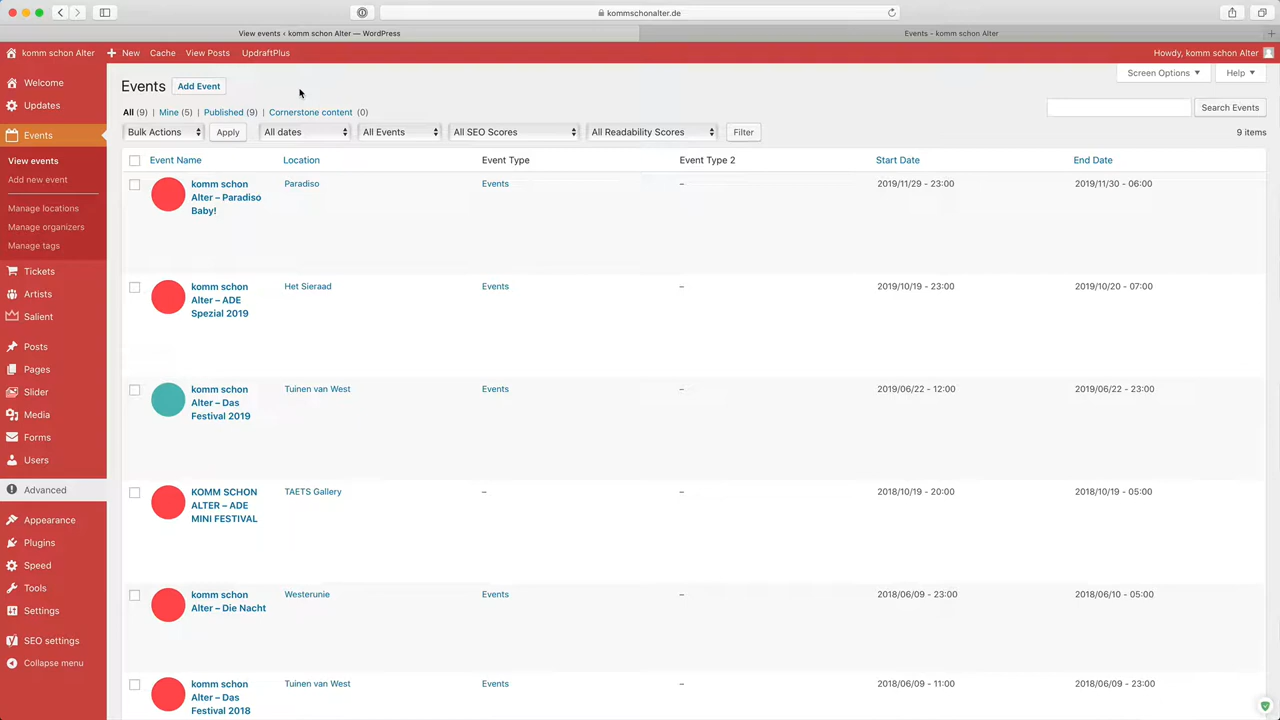 kommschonalter.de
View events ‹ komm schon Alter — WordPress
Events - komm schon Alter
komm schon Alter
New
Cache
View Posts
UpdraftPlus
Howdy, komm schon Alter
Welcome
Updates
Events
View events
Add new event
Manage locations
Manage organizers
Manage tags
Tickets
Artists
Salient
Posts
Pages
Slider
Media
Forms
Users
Advanced
Appearance
Plugins
Speed
Tools
Settings
SEO settings
Collapse menu
Screen Options
Help
Events
Add Event
All (9) | Mine (5) | Published (9) | Cornerstone content (0)
Search Events
Bulk Actions
Apply
All dates
All Events
All SEO Scores
All Readability Scores
Filter
9 items
Event Name
Location
Event Type
Event Type 2
Start Date
End Date
komm schon
Alter – Paradiso
Baby!
Paradiso
Events
–
2019/11/29 - 23:00
2019/11/30 - 06:00
komm schon
Alter – ADE
Spezial 2019
Het Sieraad
Events
–
2019/10/19 - 23:00
2019/10/20 - 07:00
komm schon
Alter – Das
Festival 2019
Tuinen van West
Events
–
2019/06/22 - 12:00
2019/06/22 - 23:00
KOMM SCHON
ALTER – ADE
MINI FESTIVAL
TAETS Gallery
–
–
2018/10/19 - 20:00
2018/10/19 - 05:00
komm schon
Alter – Die Nacht
Westerunie
Events
–
2018/06/09 - 23:00
2018/06/10 - 05:00
komm schon
Alter – Das
Festival 2018
Tuinen van West
Events
–
2018/06/09 - 11:00
2018/06/09 - 23:00